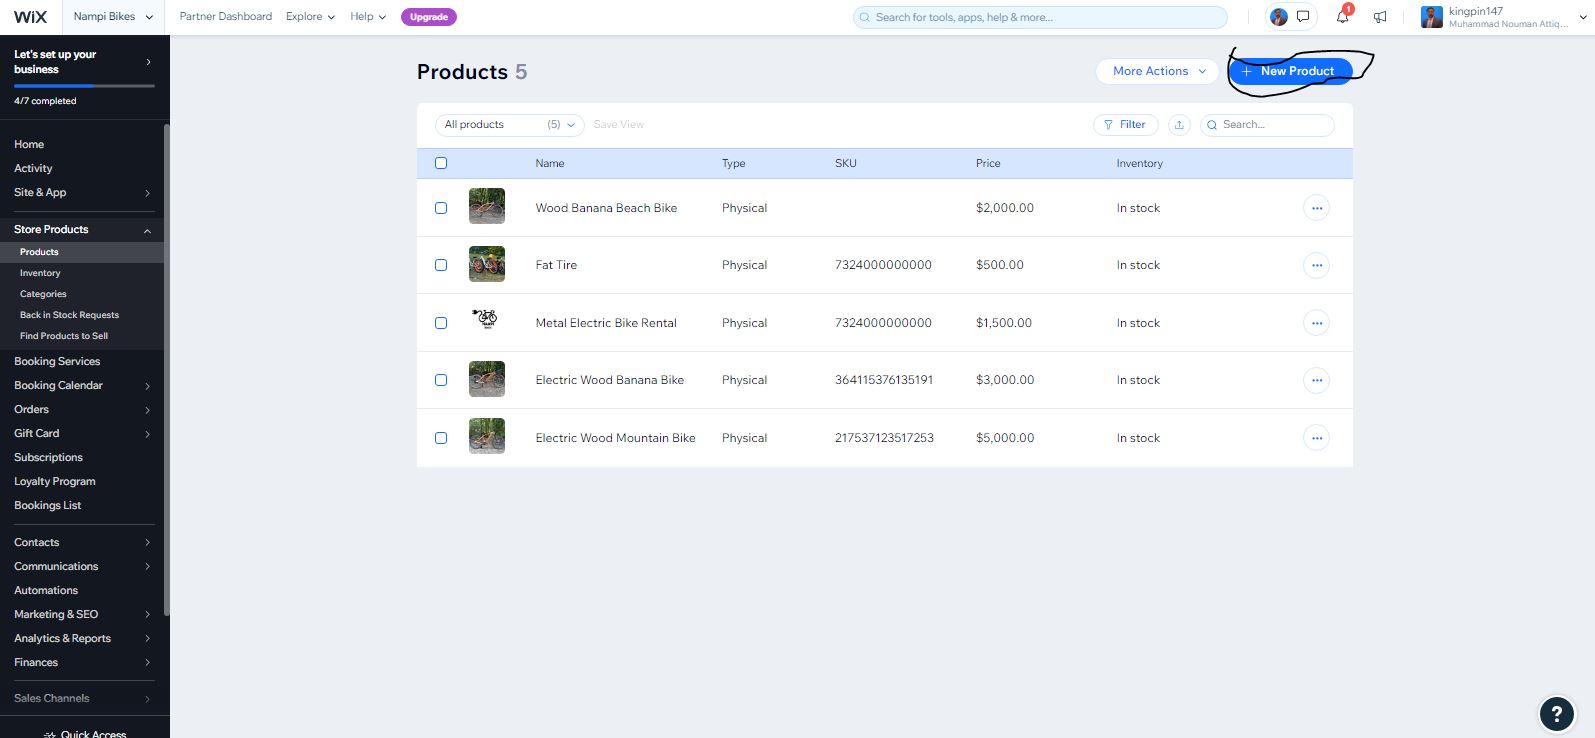 WiX Nampi Bikes Partner Dashboard Explore Help Upgrade Search for tools, apps, help & more... 1 kingpin147
Muhammad Nouman Attiq...
Let's set up your
business
4/7 completed
Home
Activity
Site & App
Store Products
Products
Inventory
Categories
Back in Stock Requests
Find Products to Sell
Booking Services
Booking Calendar
Orders
Gift Card
Subscriptions
Loyalty Program
Bookings List
Contacts
Communications
Automations
Marketing & SEO
Analytics & Reports
Finances
Sales Channels
Quick Access
Products 5 More Actions + New Product
All products (5) Save View Filter Search...
Name Type SKU Price Inventory
Wood Banana Beach Bike Physical $2,000.00 In stock
Fat Tire Physical 7324000000000 $500.00 In stock
Metal Electric Bike Rental Physical 7324000000000 $1,500.00 In stock
Electric Wood Banana Bike Physical 364115376135191 $3,000.00 In stock
Electric Wood Mountain Bike Physical 217537123517253 $5,000.00 In stock
?